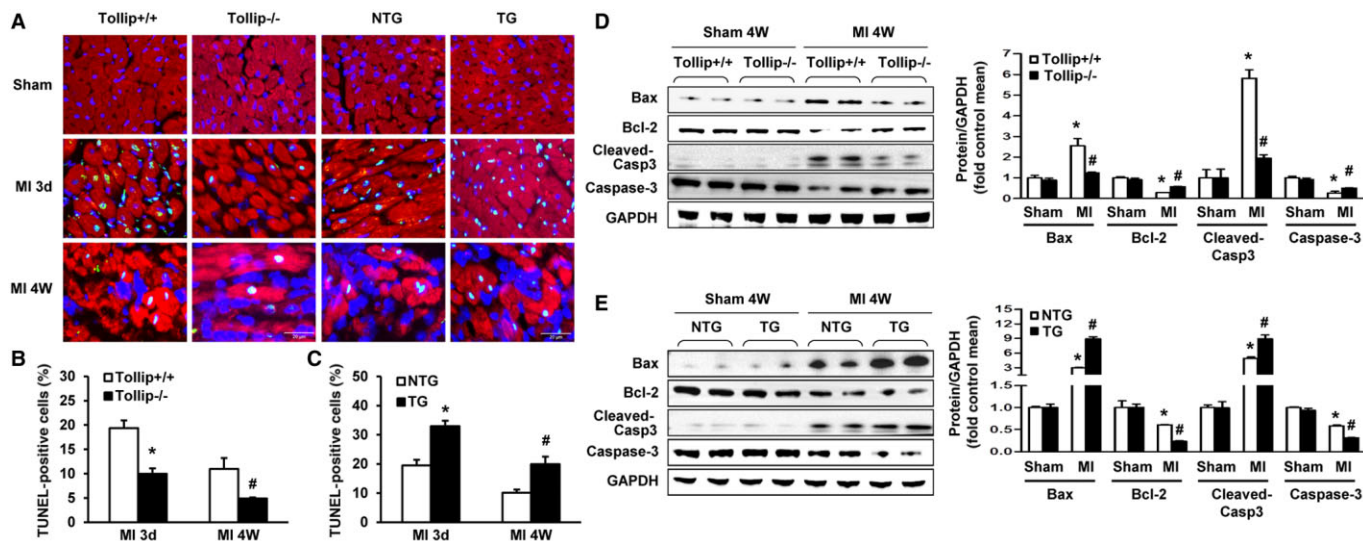 A
Tollip+/+ Tollip-/- NTG TG
Sham
MI 3d
MI 4W
B
TUNEL-positive cells (%)
30
25
20
15
10
5
0
Tollip+/+
Tollip-/-
*
#
MI 3d MI 4W
C
TUNEL-positive cells (%)
50
40
30
20
10
0
NTG
TG
*
#
MI 3d MI 4W
D
Sham 4W MI 4W
Tollip+/+ Tollip-/- Tollip+/+ Tollip-/-
Bax
Bcl-2
Cleaved-
Casp3
Caspase-3
GAPDH
Protein/GAPDH
(fold control mean)
7
6
5
4
3
2
1
0
Tollip+/+
Tollip-/-
* # * # * # * #
Sham MI Sham MI Sham MI Sham MI
Bax Bcl-2 Cleaved- Caspase-3
Casp3
E
Sham 4W MI 4W
NTG TG NTG TG
Bax
Bcl-2
Cleaved-
Casp3
Caspase-3
GAPDH
Protein/GAPDH
(fold control mean)
15
12
9
6
3
1.0
0.5
0.0
NTG
TG
* # * # * # * #
Sham MI Sham MI Sham MI Sham MI
Bax Bcl-2 Cleaved- Caspase-3
Casp3